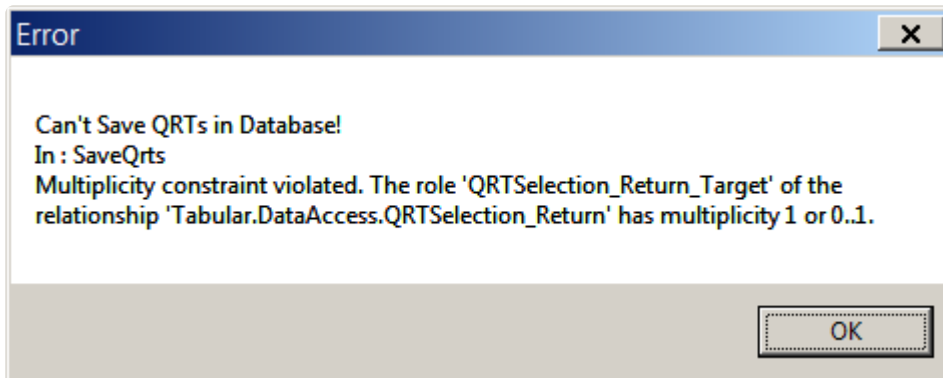 Error
Can't Save QRTs in Database!
In : SaveQrts
Multiplicity constraint violated. The role 'QRTSelection_Return_Target' of the
relationship 'Tabular.DataAccess.QRTSelection_Return' has multiplicity 1 or 0..1.
OK